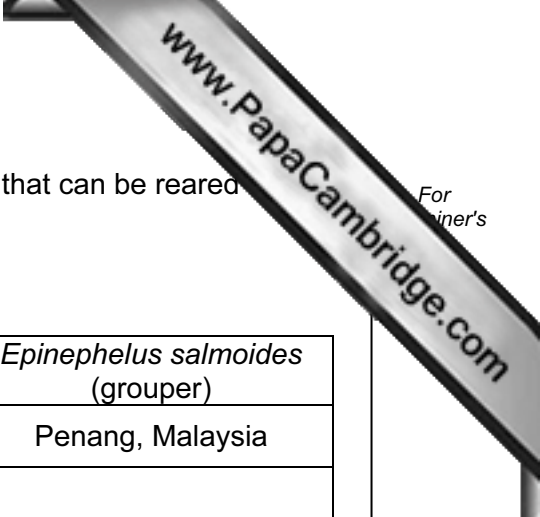 www.PapaCambridge.com
that can be reared
For
iner's
Epinephelus salmoides
(grouper)
Penang, Malaysia